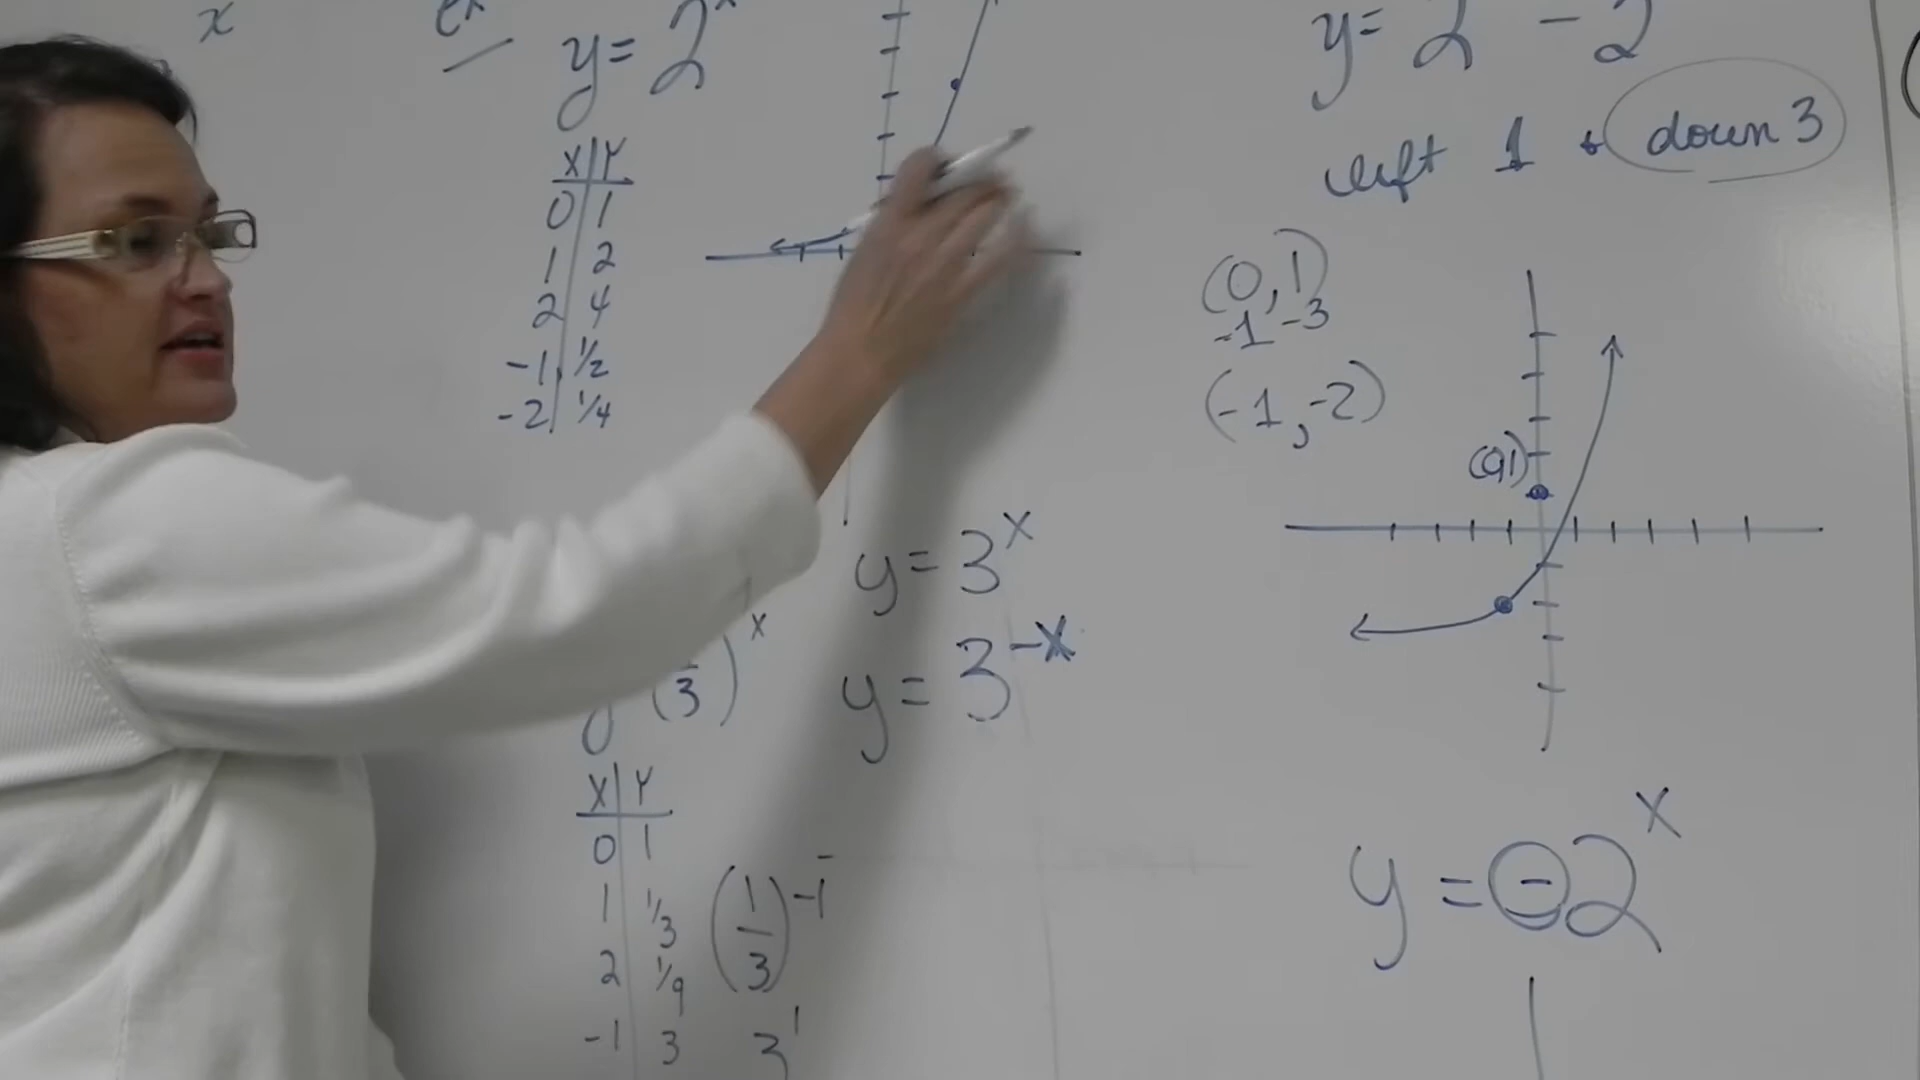 x
ex
y = 2^x
X | Y
0 | 1
1 | 2
2 | 4
-1 | 1/2
-2 | 1/4
y = 3^x
y = 3^-x
(3)^x
X | Y
0 | 1
1 | 1/3
2 | 1/9
-1 | 3
(1/3)^-1
3^1
y = 2 - 2
left 1 + down 3
(0, 1)
-1 -3
(-1, -2)
(0,1)
y = -2^x